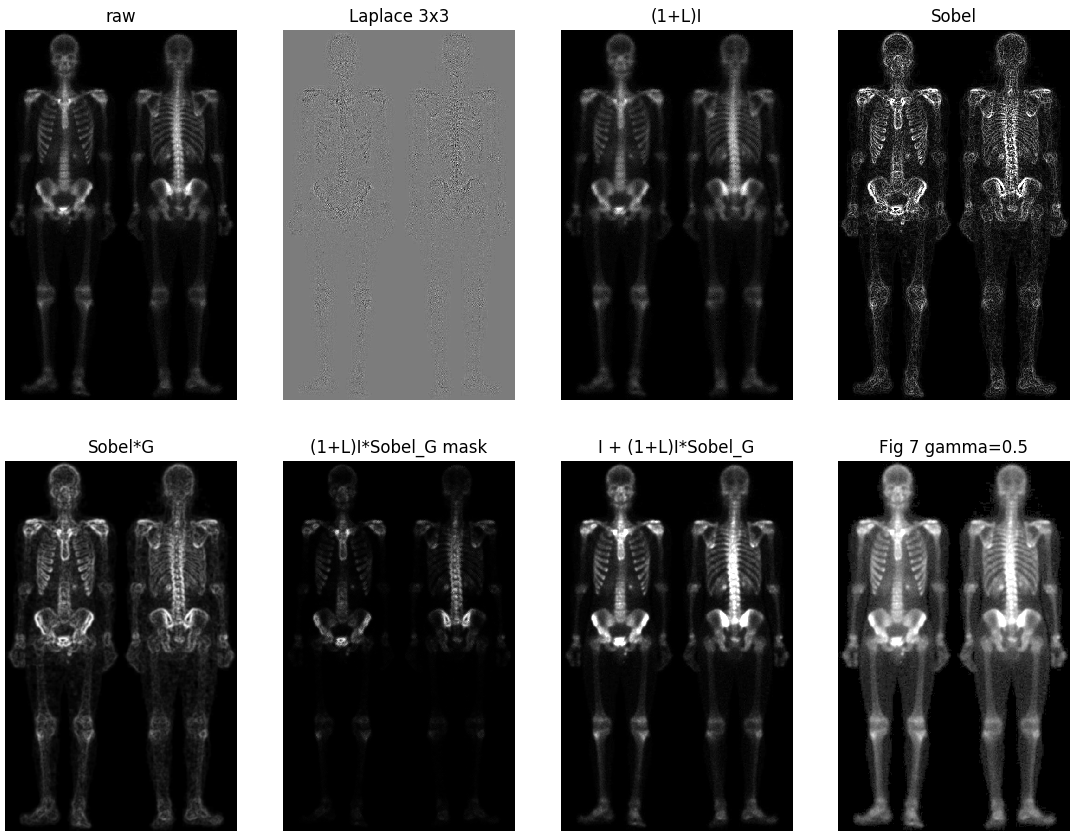 raw
Laplace 3x3
(1+L)I
Sobel
Sobel*G
(1+L)I*Sobel_G mask
I + (1+L)I*Sobel_G
Fig 7 gamma=0.5